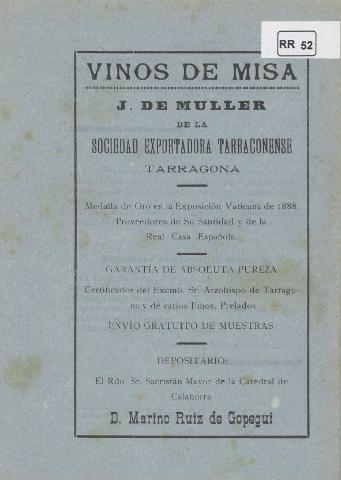 RR 52
VINOS DE MISA
J. DE MULLER
DE LA
SOCIEDAD EXPORTADORA TARRACONENSE
TARRAGONA
Medalla de Oro en la Exposición Vaticana de 1888.
Proveedores de Su Santidad y de la
Real Casa Española.
GARANTÍA DE ABSOLUTA PUREZA
Certificados del Excmo. Sr. Arzobispo de Tarrago-
na y de varios Ilmos. Prelados
ENVÍO GRATUITO DE MUESTRAS
DEPOSITARIO:
El Rdo. Sr. Sacristán Mayor de la Catedral de
Calahorra
D. Marino Ruiz de Gopegui